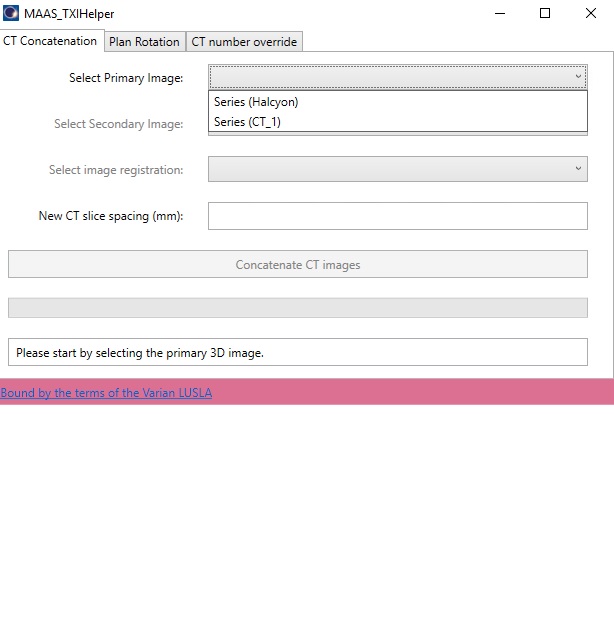 MAAS_TXIHelper
CT Concatenation Plan Rotation CT number override
Select Primary Image:
Series (Halcyon)
Series (CT_1)
Select Secondary Image:
Select image registration:
New CT slice spacing (mm):
Concatenate CT images
Please start by selecting the primary 3D image.
Bound by the terms of the Varian LUSLA